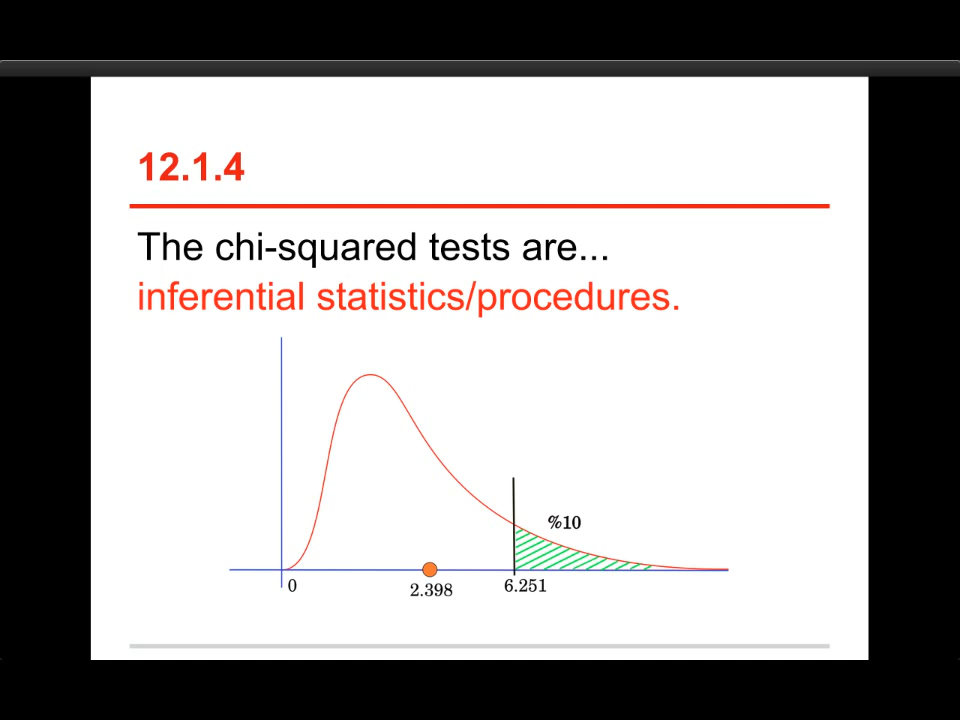 12.1.4
The chi-squared tests are...
inferential statistics/procedures.
%10
0
2.398
6.251